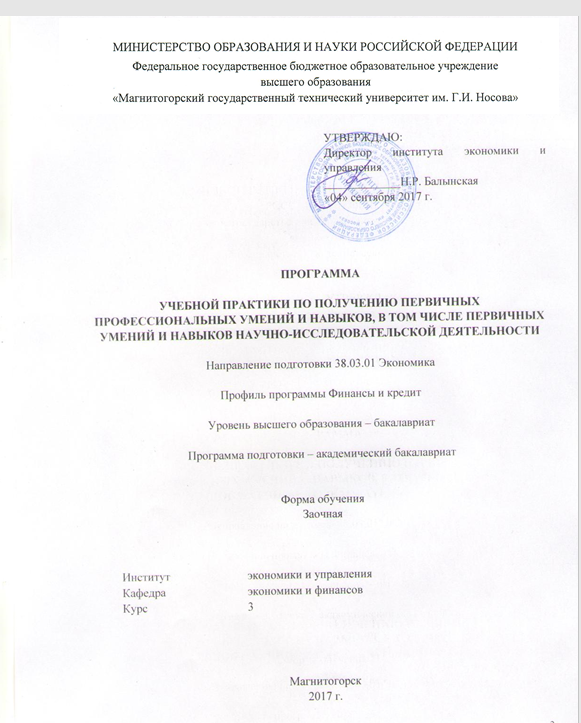 МИНИСТЕРСТВО ОБРАЗОВАНИЯ И НАУКИ РОССИЙСКОЙ ФЕДЕРАЦИИ
Федеральное государственное бюджетное образовательное учреждение
высшего образования
«Магнитогорский государственный технический университет им. Г.И. Носова»
УТВЕРЖДАЮ:
Директор института экономики и
управления
Н.Р. Балынская
«04» сентября 2017 г.
ПРОГРАММА
УЧЕБНОЙ ПРАКТИКИ ПО ПОЛУЧЕНИЮ ПЕРВИЧНЫХ
ПРОФЕССИОНАЛЬНЫХ УМЕНИЙ И НАВЫКОВ, В ТОМ ЧИСЛЕ ПЕРВИЧНЫХ
УМЕНИЙ И НАВЫКОВ НАУЧНО-ИССЛЕДОВАТЕЛЬСКОЙ ДЕЯТЕЛЬНОСТИ
Направление подготовки 38.03.01 Экономика
Профиль программы Финансы и кредит
Уровень высшего образования – бакалавриат
Программа подготовки – академический бакалавриат
Форма обучения
Заочная
Институт экономики и управления
Кафедра экономики и финансов
Курс 3
Магнитогорск
2017 г.